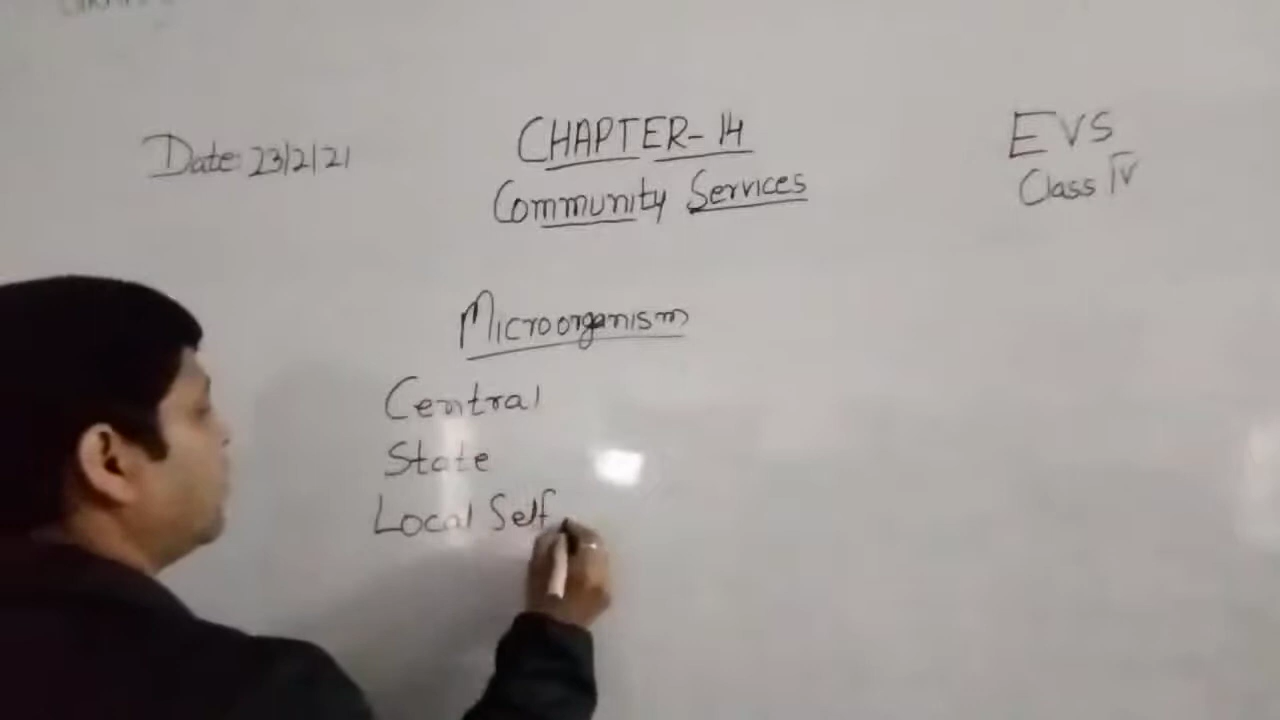 Date: 23/2/21
CHAPTER-14
Community Services
EVS
Class IV
Microorganism
Central
State
Local Self